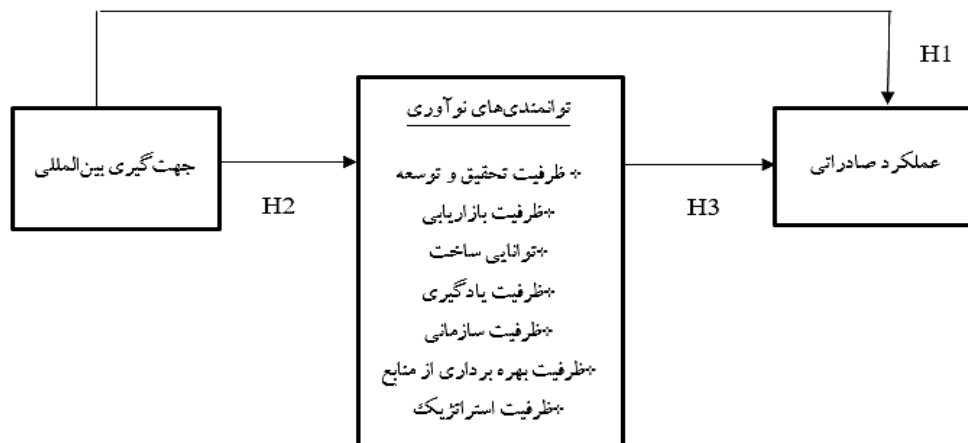 H1
توانمندی‌های نوآوری
جهت‌گیری بین‌المللی
عملکرد صادراتی
H2
H3
÷ ظرفیت تحقیق و توسعه
÷ظرفیت بازاریابی
÷توانایی ساخت
÷ظرفیت یادگیری
÷ظرفیت سازمانی
÷ظرفیت بهره برداری از منابع
÷ظرفیت استراتژیک